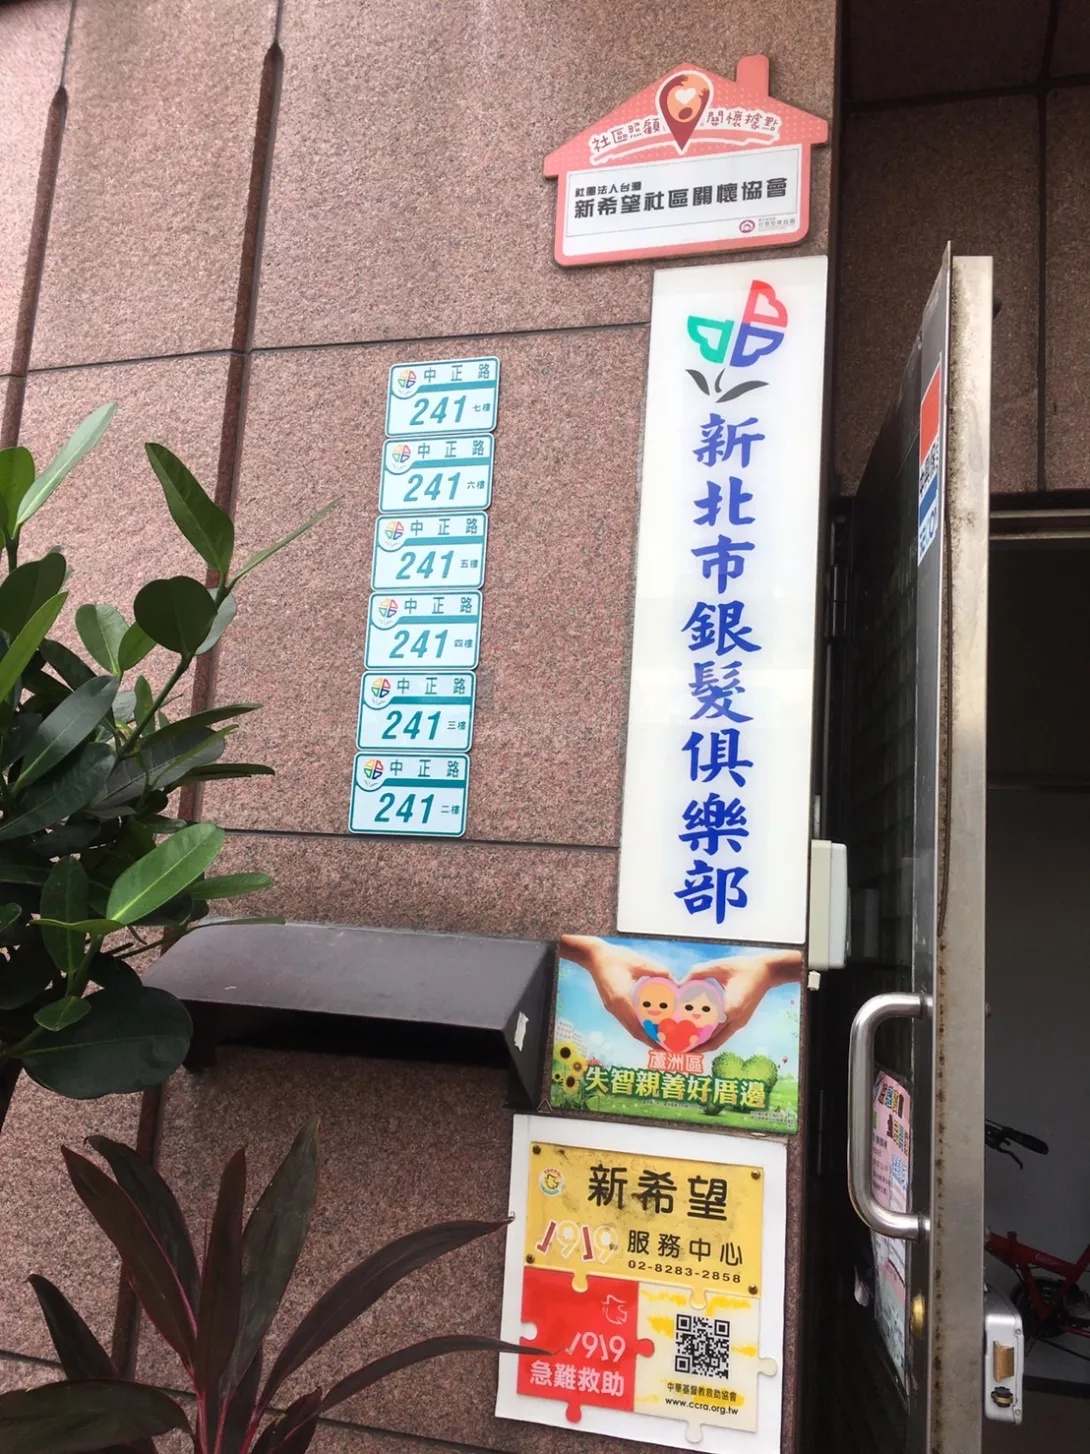 社區照顧關懷據點
社團法人台灣
新希望社區關懷協會
新北市銀髮俱樂部
中正路
241 七樓
中正路
241 六樓
中正路
241 五樓
中正路
241 四樓
中正路
241 三樓
中正路
241 二樓
蘆洲區
失智親善好厝邊
新希望
1919 服務中心
02-8283-2858
1919
急難救助
中華基督教救助協會
www.ccra.org.tw